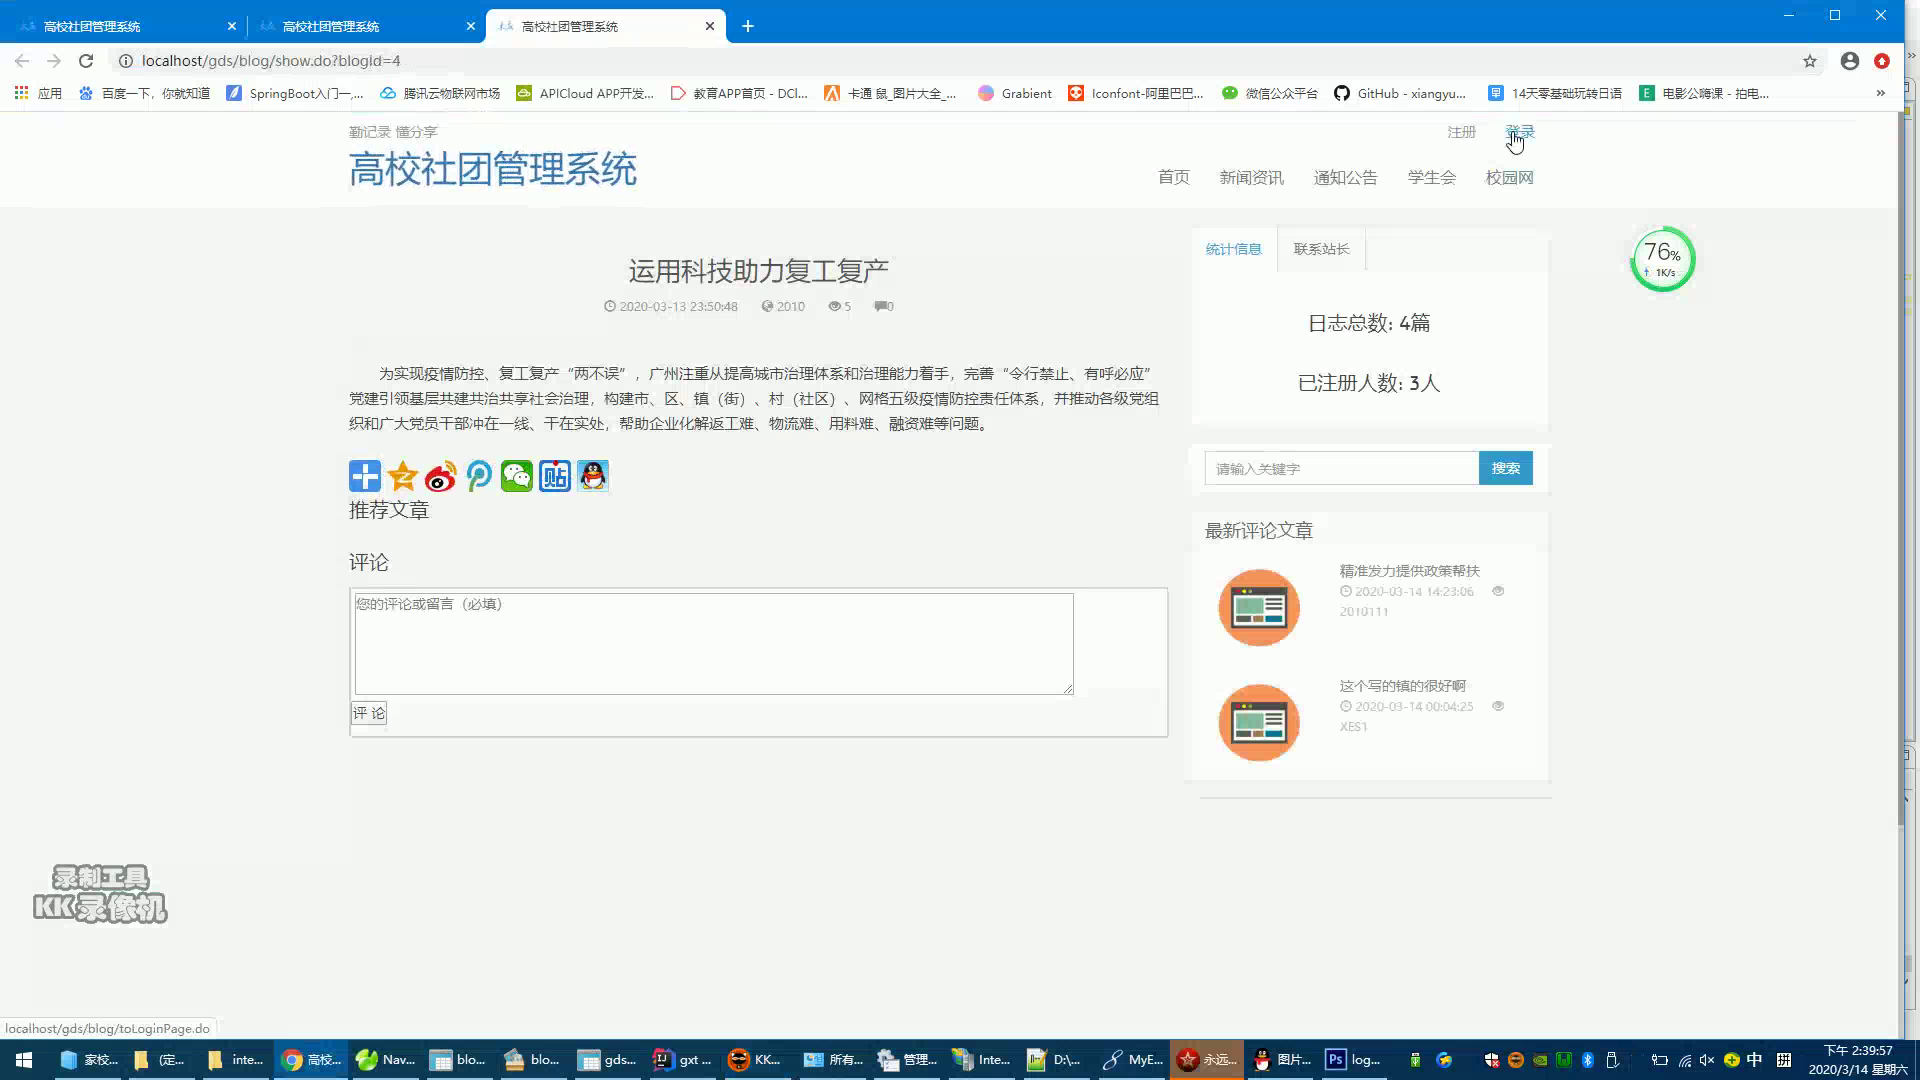 高校社团管理系统
高校社团管理系统
高校社团管理系统
localhost/gds/blog/show.do?blogId=4
应用
百度一下，你就知道
SpringBoot入门一,...
腾讯云物联网市场
APICloud APP开发...
教育APP首页 - DCl...
卡通 鼠_图片大全_...
Grabient
Iconfont-阿里巴巴...
微信公众平台
GitHub - xiangyu...
14天零基础玩转日语
电影公嗨课 - 拍电...
勤记录 懂分享
注册
登录
高校社团管理系统
首页
新闻资讯
通知公告
学生会
校园网
统计信息
联系站长
76%
1K/s
运用科技助力复工复产
2020-03-13 23:50:48 2010 5 0
日志总数: 4篇
已注册人数: 3人
为实现疫情防控、复工复产“两不误”，广州注重从提高城市治理体系和治理能力着手，完善“令行禁止、有呼必应”
党建引领基层共建共治共享社会治理，构建市、区、镇（街）、村（社区）、网格五级疫情防控责任体系，并推动各级党组
织和广大党员干部冲在一线、干在实处，帮助企业化解返工难、物流难、用料难、融资难等问题。
请输入关键字
搜索
贴
推荐文章
最新评论文章
评论
精准发力提供政策帮扶
2020-03-14 14:23:06
2010111
您的评论或留言（必填）
这个写的镇的很好啊
2020-03-14 00:04:25
XES1
评 论
录制工具
KK录像机
localhost/gds/blog/toLoginPage.do
家校...
(定...
inte...
高校...
Nav...
blo...
blo...
gds...
gxt ...
KK...
所有...
管理...
Inte...
D:\...
MyE...
永远...
图片...
log...
中
拼
下午 2:39:57
2020/3/14 星期六